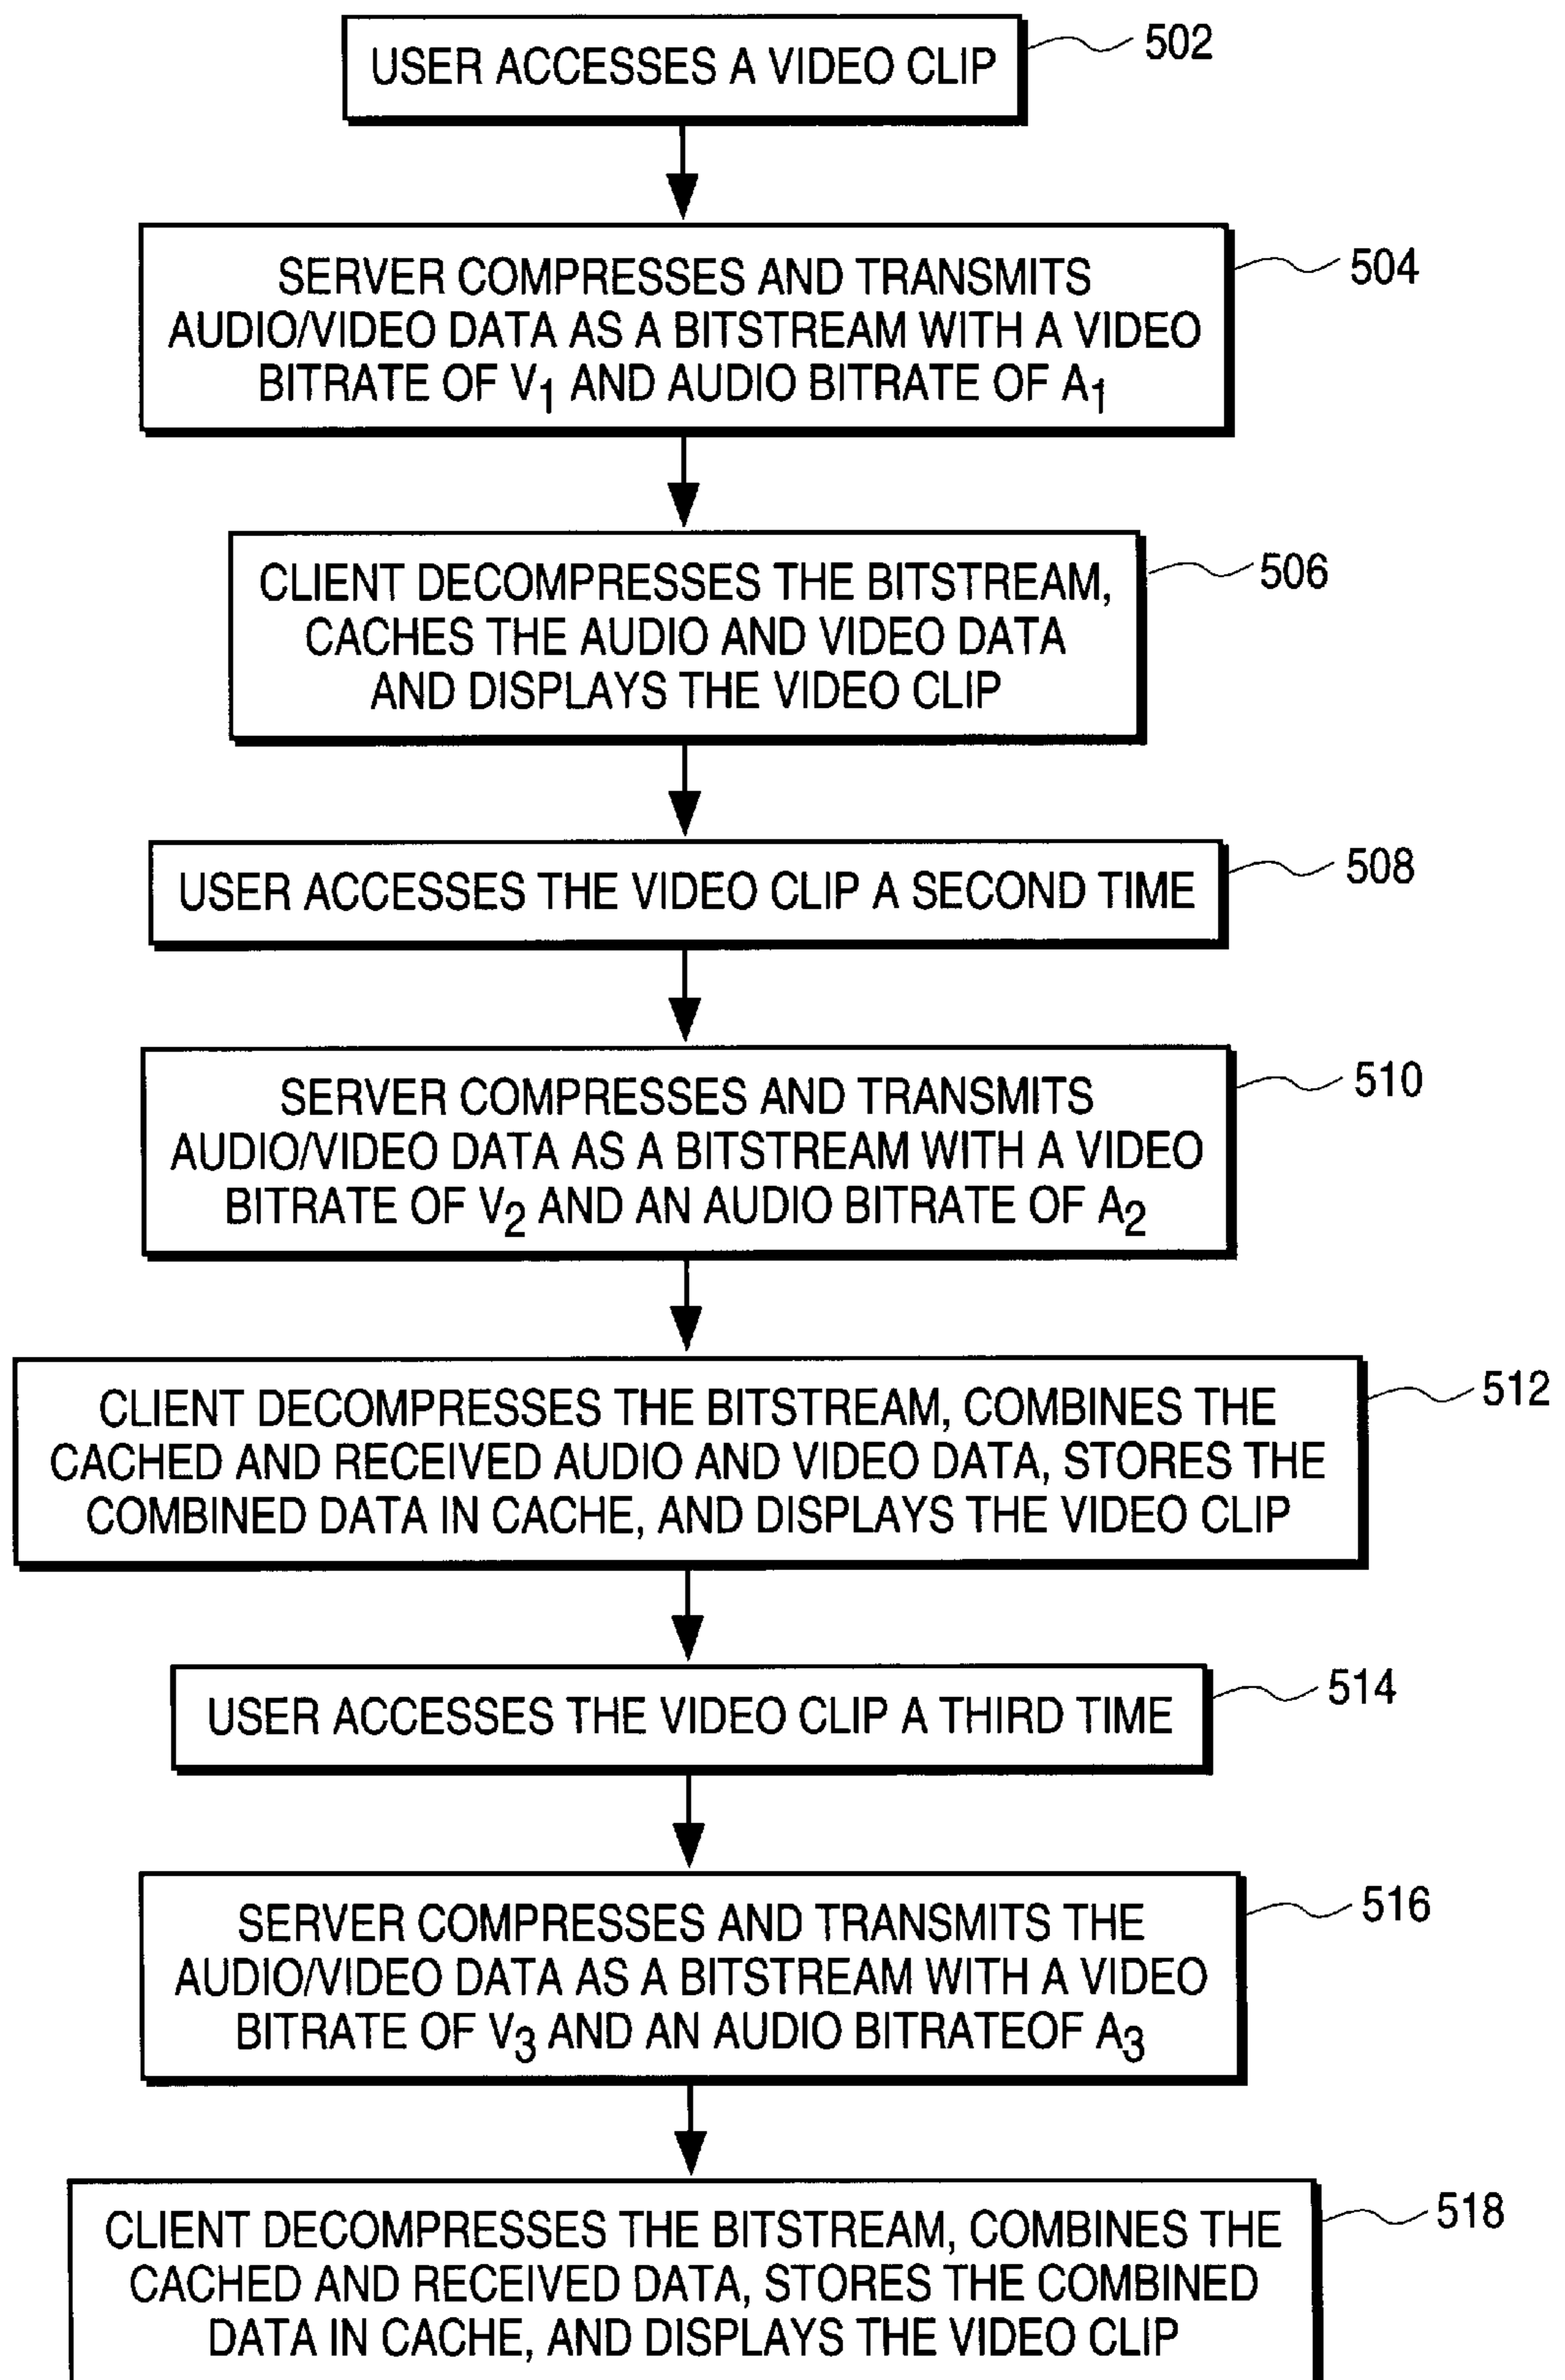 USER ACCESSES A VIDEO CLIP
502
SERVER COMPRESSES AND TRANSMITS
AUDIO/VIDEO DATA AS A BITSTREAM WITH A VIDEO
BITRATE OF V1 AND AUDIO BITRATE OF A1
504
CLIENT DECOMPRESSES THE BITSTREAM,
CACHES THE AUDIO AND VIDEO DATA
AND DISPLAYS THE VIDEO CLIP
506
USER ACCESSES THE VIDEO CLIP A SECOND TIME
508
SERVER COMPRESSES AND TRANSMITS
AUDIO/VIDEO DATA AS A BITSTREAM WITH A VIDEO
BITRATE OF V2 AND AN AUDIO BITRATE OF A2
510
CLIENT DECOMPRESSES THE BITSTREAM, COMBINES THE
CACHED AND RECEIVED AUDIO AND VIDEO DATA, STORES THE
COMBINED DATA IN CACHE, AND DISPLAYS THE VIDEO CLIP
512
USER ACCESSES THE VIDEO CLIP A THIRD TIME
514
SERVER COMPRESSES AND TRANSMITS THE
AUDIO/VIDEO DATA AS A BITSTREAM WITH A VIDEO
BITRATE OF V3 AND AN AUDIO BITRATEOF A3
516
CLIENT DECOMPRESSES THE BITSTREAM, COMBINES THE
CACHED AND RECEIVED DATA, STORES THE COMBINED
DATA IN CACHE, AND DISPLAYS THE VIDEO CLIP
518